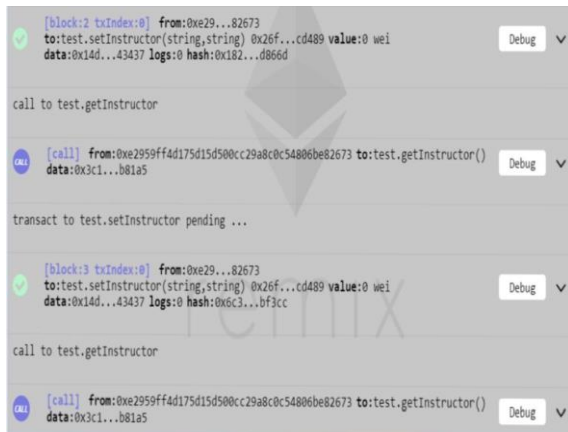 [block:2 txIndex:0] from:0xe29...82673
to:test.setInstructor(string,string) 0x26f...cd489 value:0 wei
data:0x14d...43437 logs:0 hash:0x182...d866d
Debug
call to test.getInstructor
CALL
[call] from:0xe2959ff4d175d15d500cc29a8c0c54806be82673 to:test.getInstructor()
data:0x3c1...b81a5
Debug
transact to test.setInstructor pending ...
[block:3 txIndex:0] from:0xe29...82673
to:test.setInstructor(string,string) 0x26f...cd489 value:0 wei
data:0x14d...43437 logs:0 hash:0x6c3...bf3cc
Debug
remix
call to test.getInstructor
CALL
[call] from:0xe2959ff4d175d15d500cc29a8c0c54806be82673 to:test.getInstructor()
data:0x3c1...b81a5
Debug